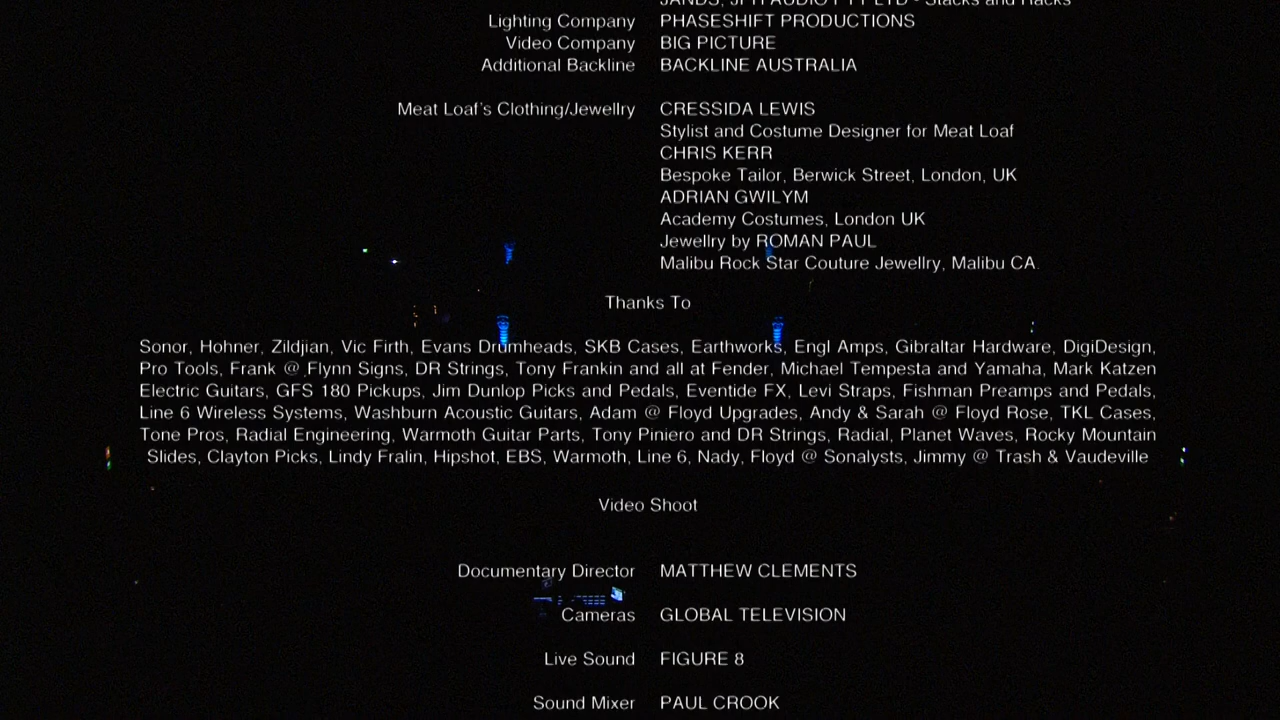 Lighting Company PHASESHIFT PRODUCTIONS
Video Company BIG PICTURE
Additional Backline BACKLINE AUSTRALIA
Meat Loaf's Clothing/Jewellry CRESSIDA LEWIS
Stylist and Costume Designer for Meat Loaf
CHRIS KERR
Bespoke Tailor, Berwick Street, London, UK
ADRIAN GWILYM
Academy Costumes, London UK
Jewellry by ROMAN PAUL
Malibu Rock Star Couture Jewellry, Malibu CA.
Thanks To
Sonor, Hohner, Zildjian, Vic Firth, Evans Drumheads, SKB Cases, Earthworks, Engl Amps, Gibraltar Hardware, DigiDesign,
Pro Tools, Frank @ Flynn Signs, DR Strings, Tony Frankin and all at Fender, Michael Tempesta and Yamaha, Mark Katzen
Electric Guitars, GFS 180 Pickups, Jim Dunlop Picks and Pedals, Eventide FX, Levi Straps, Fishman Preamps and Pedals,
Line 6 Wireless Systems, Washburn Acoustic Guitars, Adam @ Floyd Upgrades, Andy & Sarah @ Floyd Rose, TKL Cases,
Tone Pros, Radial Engineering, Warmoth Guitar Parts, Tony Piniero and DR Strings, Radial, Planet Waves, Rocky Mountain
Slides, Clayton Picks, Lindy Fralin, Hipshot, EBS, Warmoth, Line 6, Nady, Floyd @ Sonalysts, Jimmy @ Trash & Vaudeville
Video Shoot
Documentary Director MATTHEW CLEMENTS
Cameras GLOBAL TELEVISION
Live Sound FIGURE 8
Sound Mixer PAUL CROOK